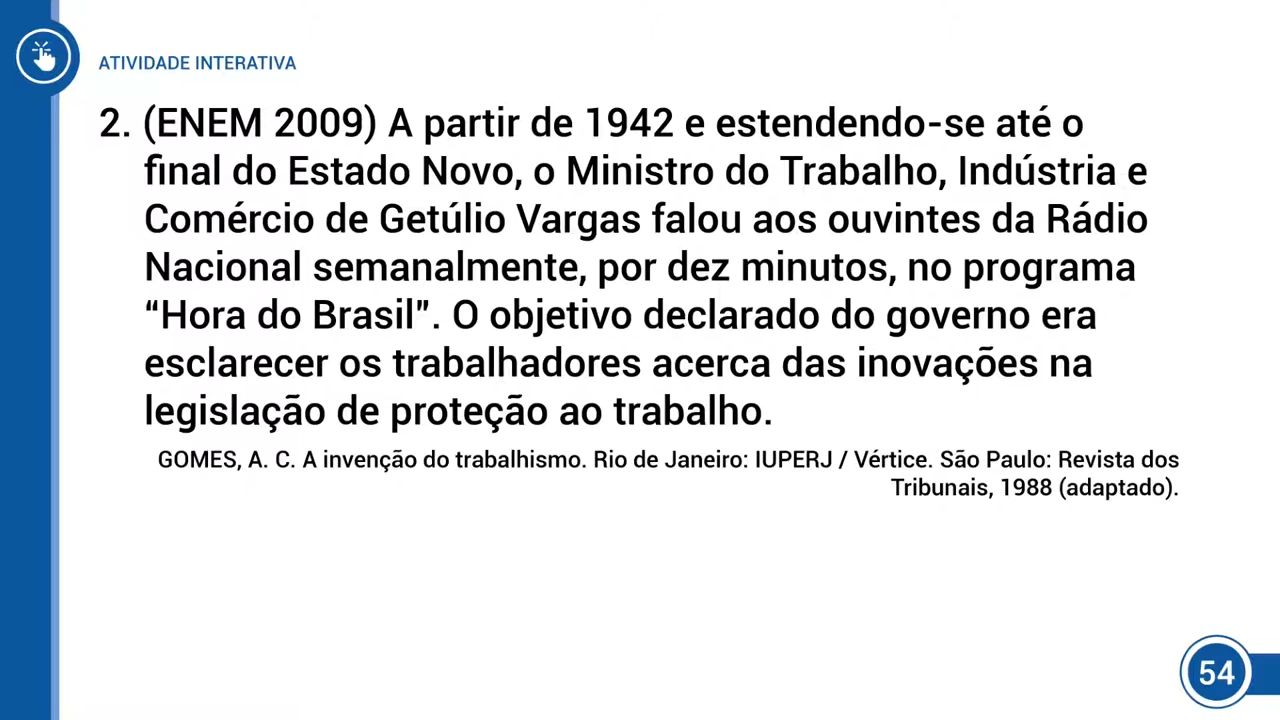 ATIVIDADE INTERATIVA
2. (ENEM 2009) A partir de 1942 e estendendo-se até o
final do Estado Novo, o Ministro do Trabalho, Indústria e
Comércio de Getúlio Vargas falou aos ouvintes da Rádio
Nacional semanalmente, por dez minutos, no programa
“Hora do Brasil”. O objetivo declarado do governo era
esclarecer os trabalhadores acerca das inovações na
legislação de proteção ao trabalho.
GOMES, A. C. A invenção do trabalhismo. Rio de Janeiro: IUPERJ / Vértice. São Paulo: Revista dos
Tribunais, 1988 (adaptado).
54